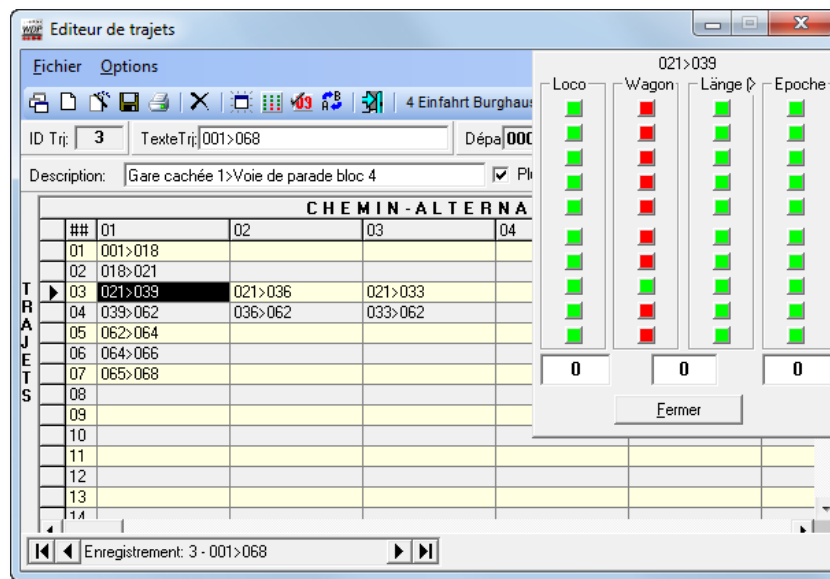 WDP Editeur de trajets
Fichier Options
021>039
Loco Wagon Länge Epoche
4 Einfahrt Burghaus
ID Trj: 3 TexteTrj: 001>068 Dépa 000
Description: Gare cachée 1>Voie de parade bloc 4
CHEMIN-ALTERNA
## 01 02 03 04
01 001>018
02 018>021
03 021>039 021>036 021>033
04 039>062 036>062 033>062
05 062>064
06 064>066
07 065>068
08
09
10
11
12
13
14
TRAJETS
0 0 0
Fermer
Enregistrement: 3 - 001>068